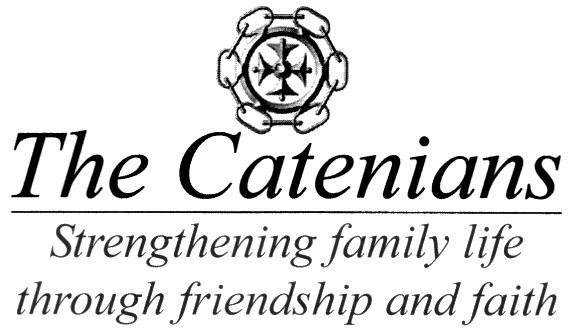 The Catenians
Strengthening family life
through friendship and faith